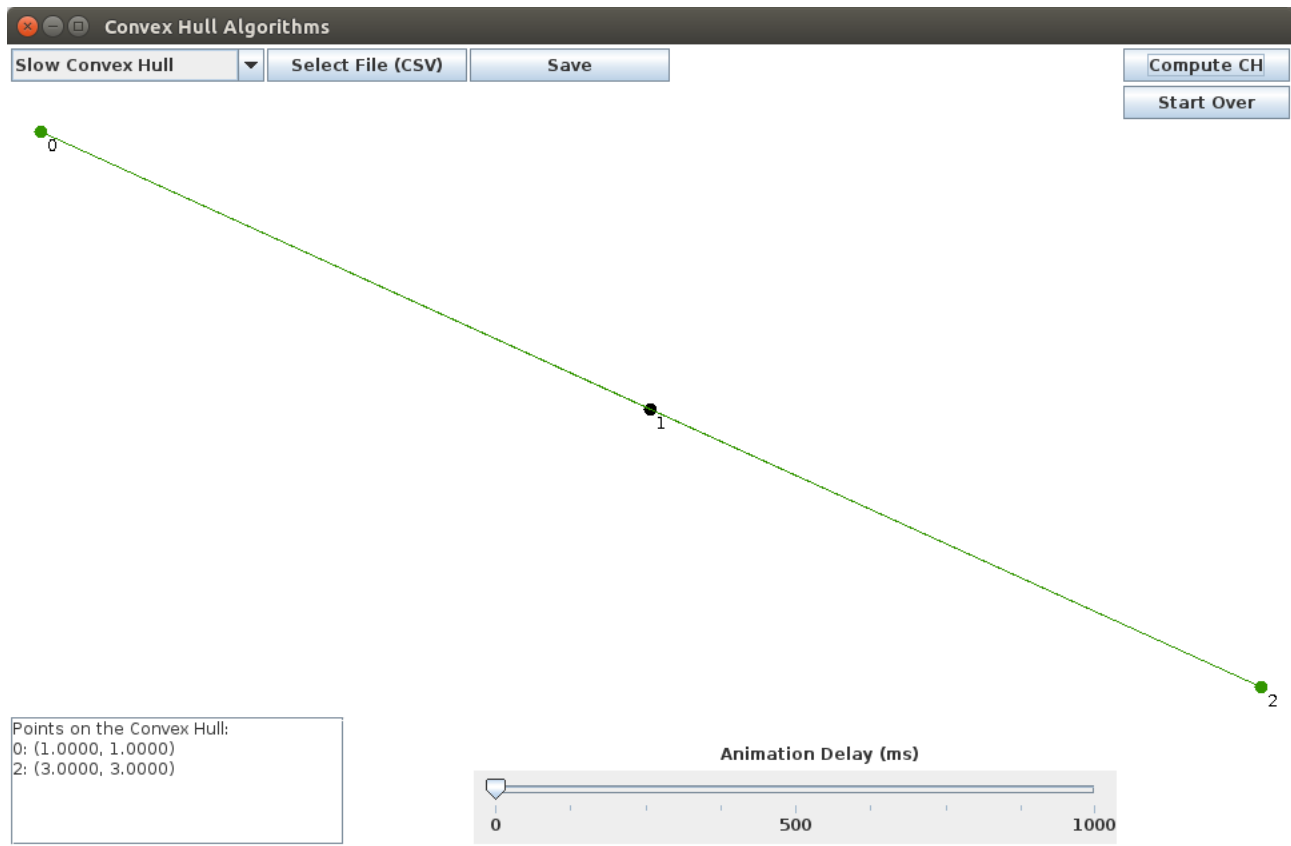 Convex Hull Algorithms
Slow Convex Hull
Select File (CSV)
Save
Compute CH
Start Over
0
1
2
Points on the Convex Hull:
0: (1.0000, 1.0000)
2: (3.0000, 3.0000)
Animation Delay (ms)
0 500 1000